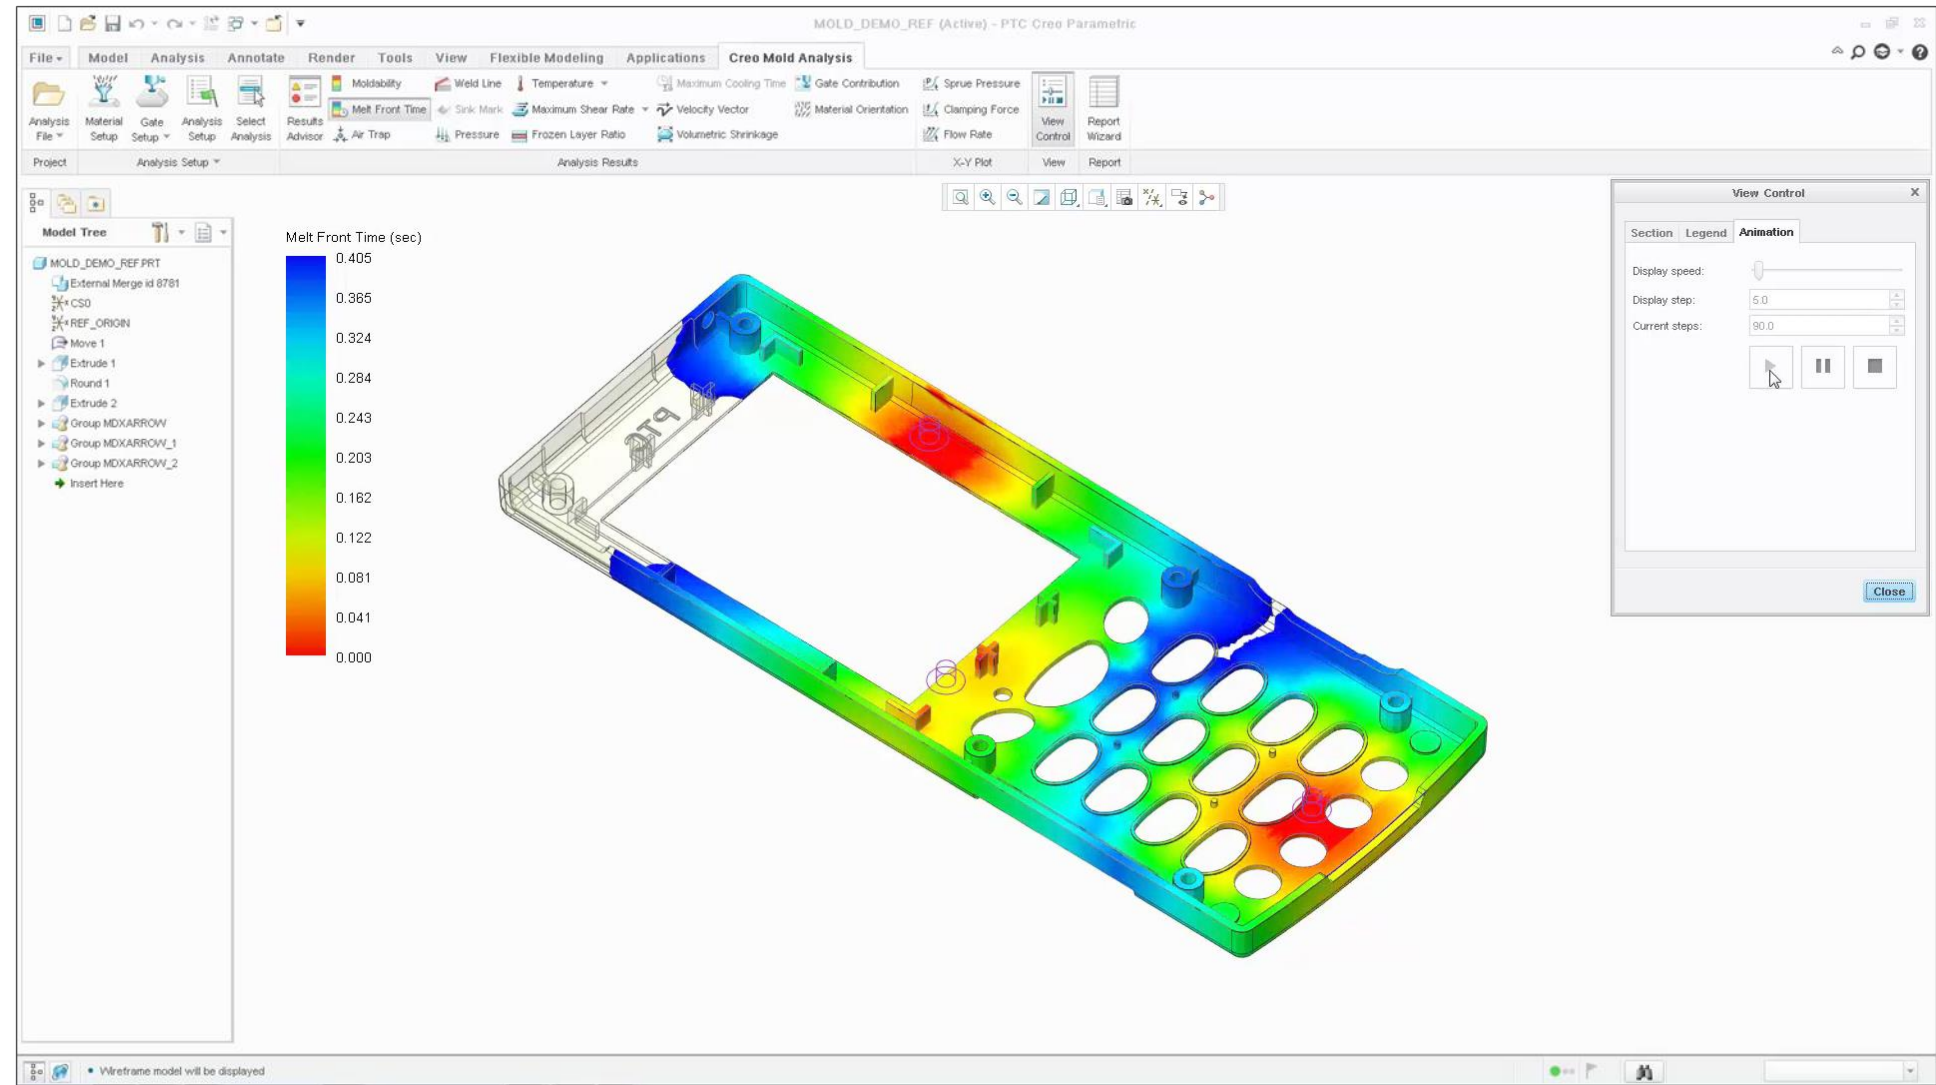 MOLD_DEMO_REF (Active) - PTC Creo Parametric
File Model Analysis Annotate Render Tools View Flexible Modeling Applications Creo Mold Analysis
Analysis File
Material Setup
Gate Setup
Analysis Setup
Select Analysis
Results Advisor
Moldability
Melt Front Time
Air Trap
Weld Line
Sink Mark
Pressure
Temperature
Maximum Shear Rate
Frozen Layer Ratio
Maximum Cooling Time
Velocity Vector
Volumetric Shrinkage
Gate Contribution
Material Orientation
Sprue Pressure
Clamping Force
Flow Rate
View Control
Report Wizard
Project Analysis Setup Analysis Results X-Y Plot View Report
Model Tree
MOLD_DEMO_REF.PRT
External Merge id 8781
CS0
REF_ORIGIN
Move 1
Extrude 1
Round 1
Extrude 2
Group MDXARROW
Group MDXARROW_1
Group MDXARROW_2
Insert Here
Melt Front Time (sec)
0.405
0.365
0.324
0.284
0.243
0.203
0.162
0.122
0.081
0.041
0.000
PTC
View Control X
Section Legend Animation
Display speed:
Display step: 5.0
Current steps: 90.0
Close
Wireframe model will be displayed